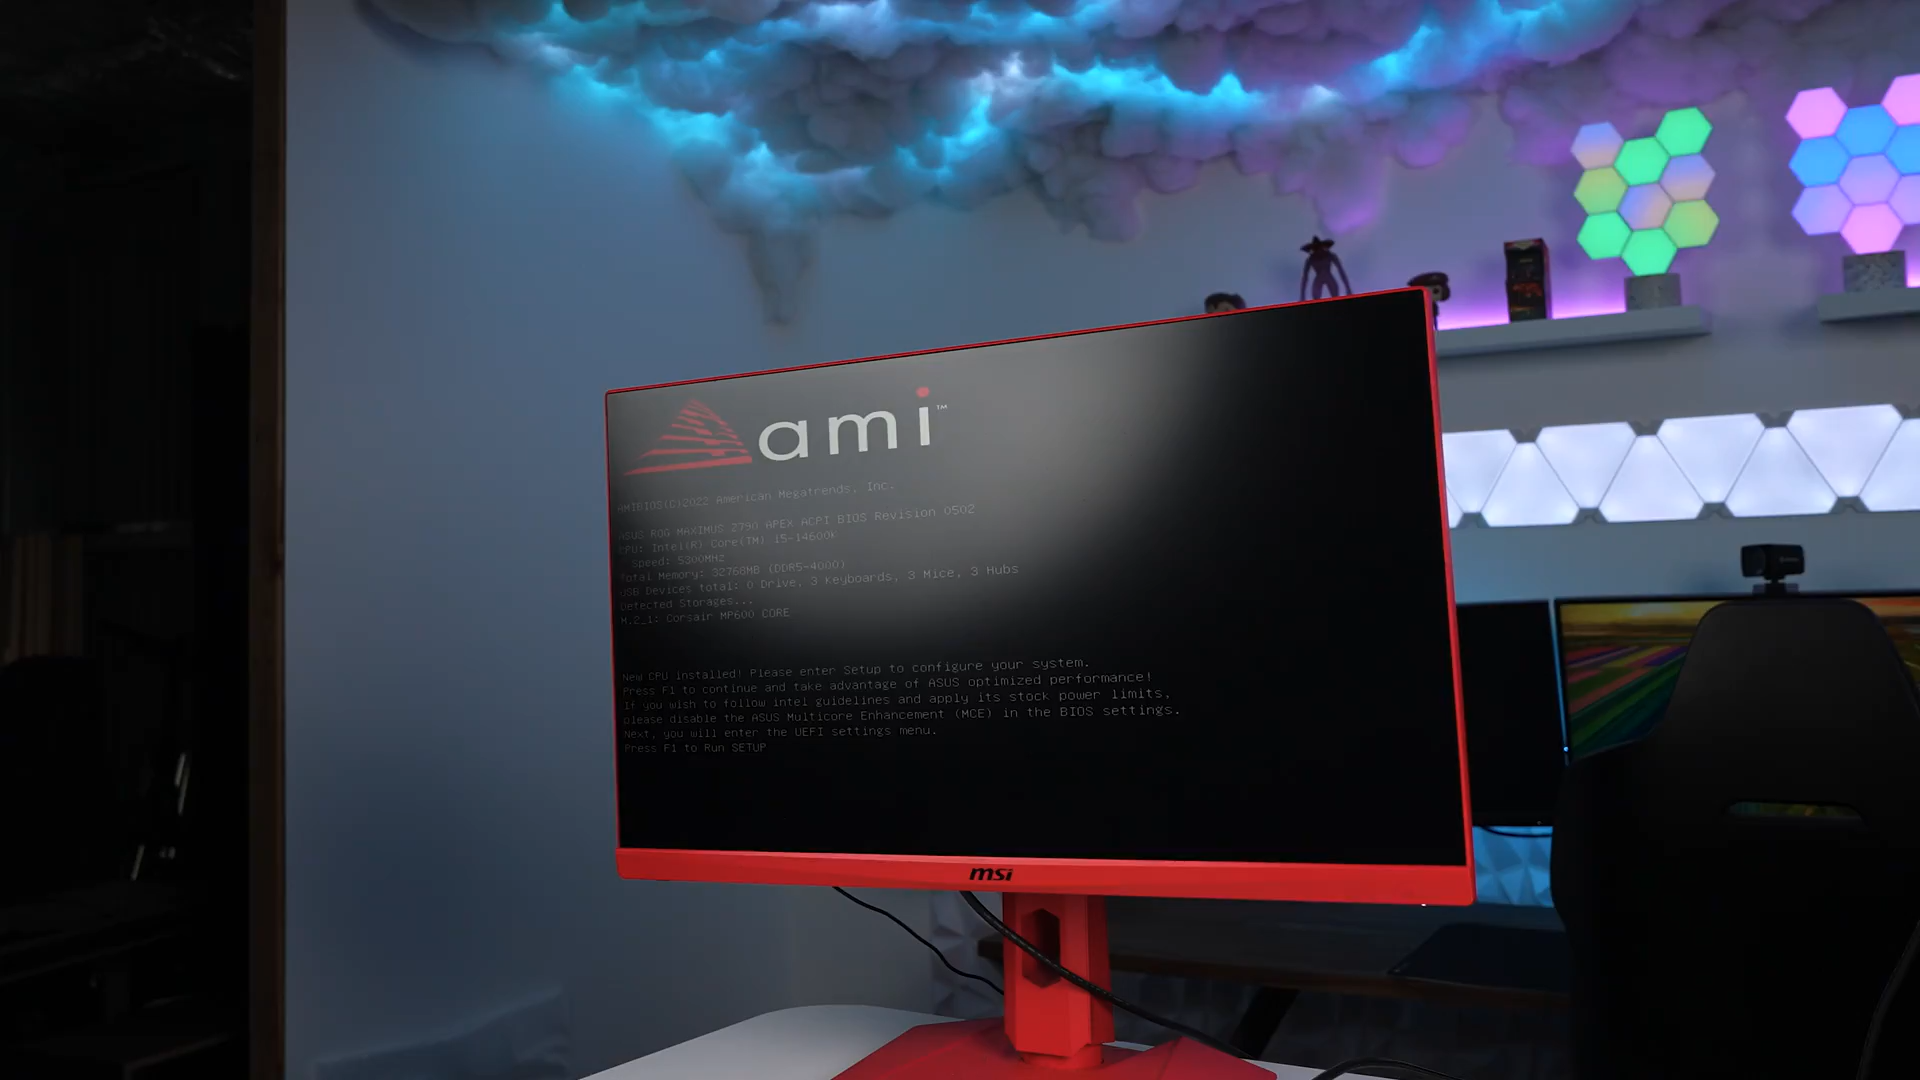 ami™
AMIBIOS(C)2022 American Megatrends, Inc.
ASUS ROG MAXIMUS Z790 APEX ACPI BIOS Revision 0502
CPU: Intel(R) Core(TM) i5-14600K
Speed: 5300MHz
Total Memory: 32768MB (DDR5-4000)
USB Devices total: 0 Drive, 3 Keyboards, 3 Mice, 3 Hubs
Detected Storages...
M.2_1: Corsair MP600 CORE
New CPU installed! Please enter Setup to configure your system.
Press F1 to continue and take advantage of ASUS optimized performance!
If you wish to follow intel guidelines and apply its stock power limits,
please disable the ASUS Multicore Enhancement (MCE) in the BIOS settings.
Next, you will enter the UEFI settings menu.
Press F1 to Run SETUP
msi